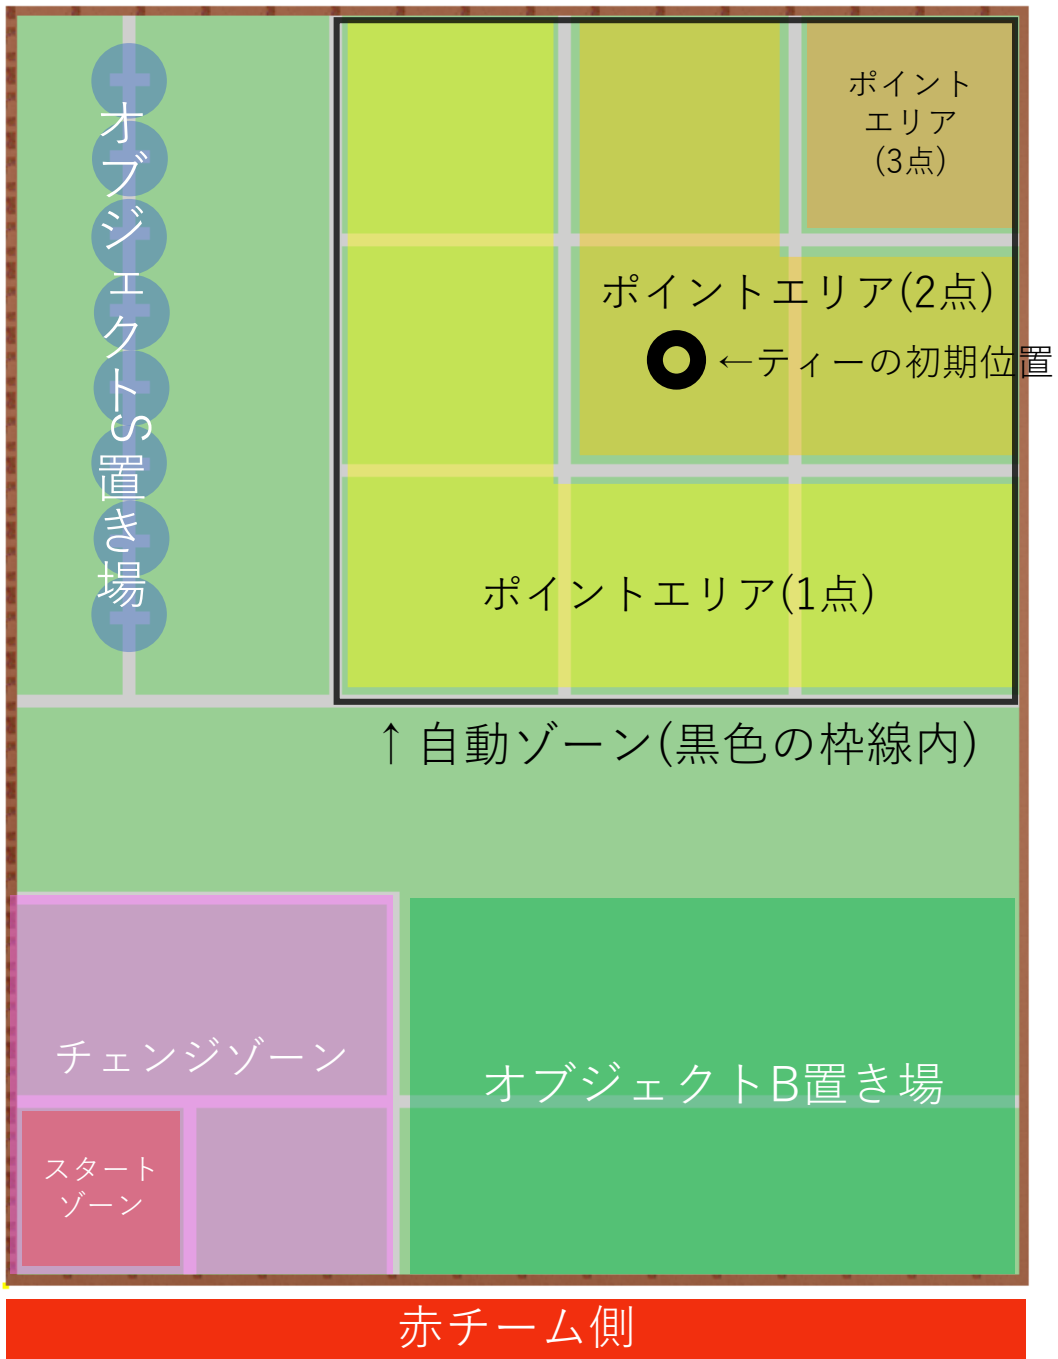 オブジェクトS置き場
ポイント
エリア
(3点)
ポイントエリア(2点)
←ティーの初期位置
ポイントエリア(1点)
↑自動ゾーン(黒色の枠線内)
チェンジゾーン
オブジェクトB置き場
スタート
ゾーン
赤チーム側